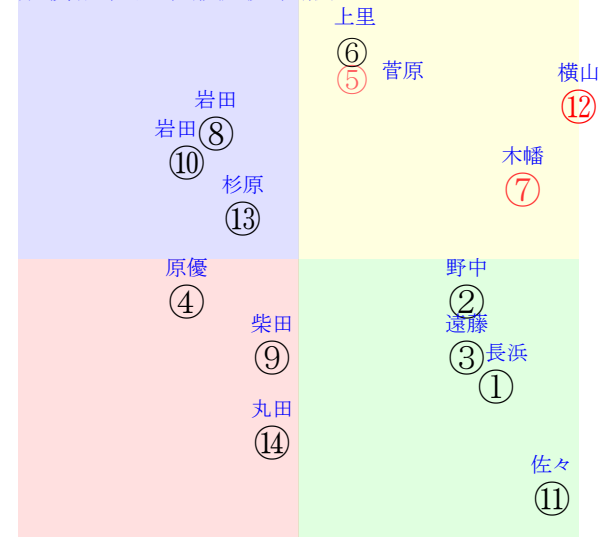 上里
⑥
⑤ 菅原
横山
⑫
岩田
⑧
岩田
⑩
木幡
⑦
杉原
⑬
原優
④
野中
②
柴田
⑨
遠藤
③
長浜
①
丸田
⑭
佐々
⑪